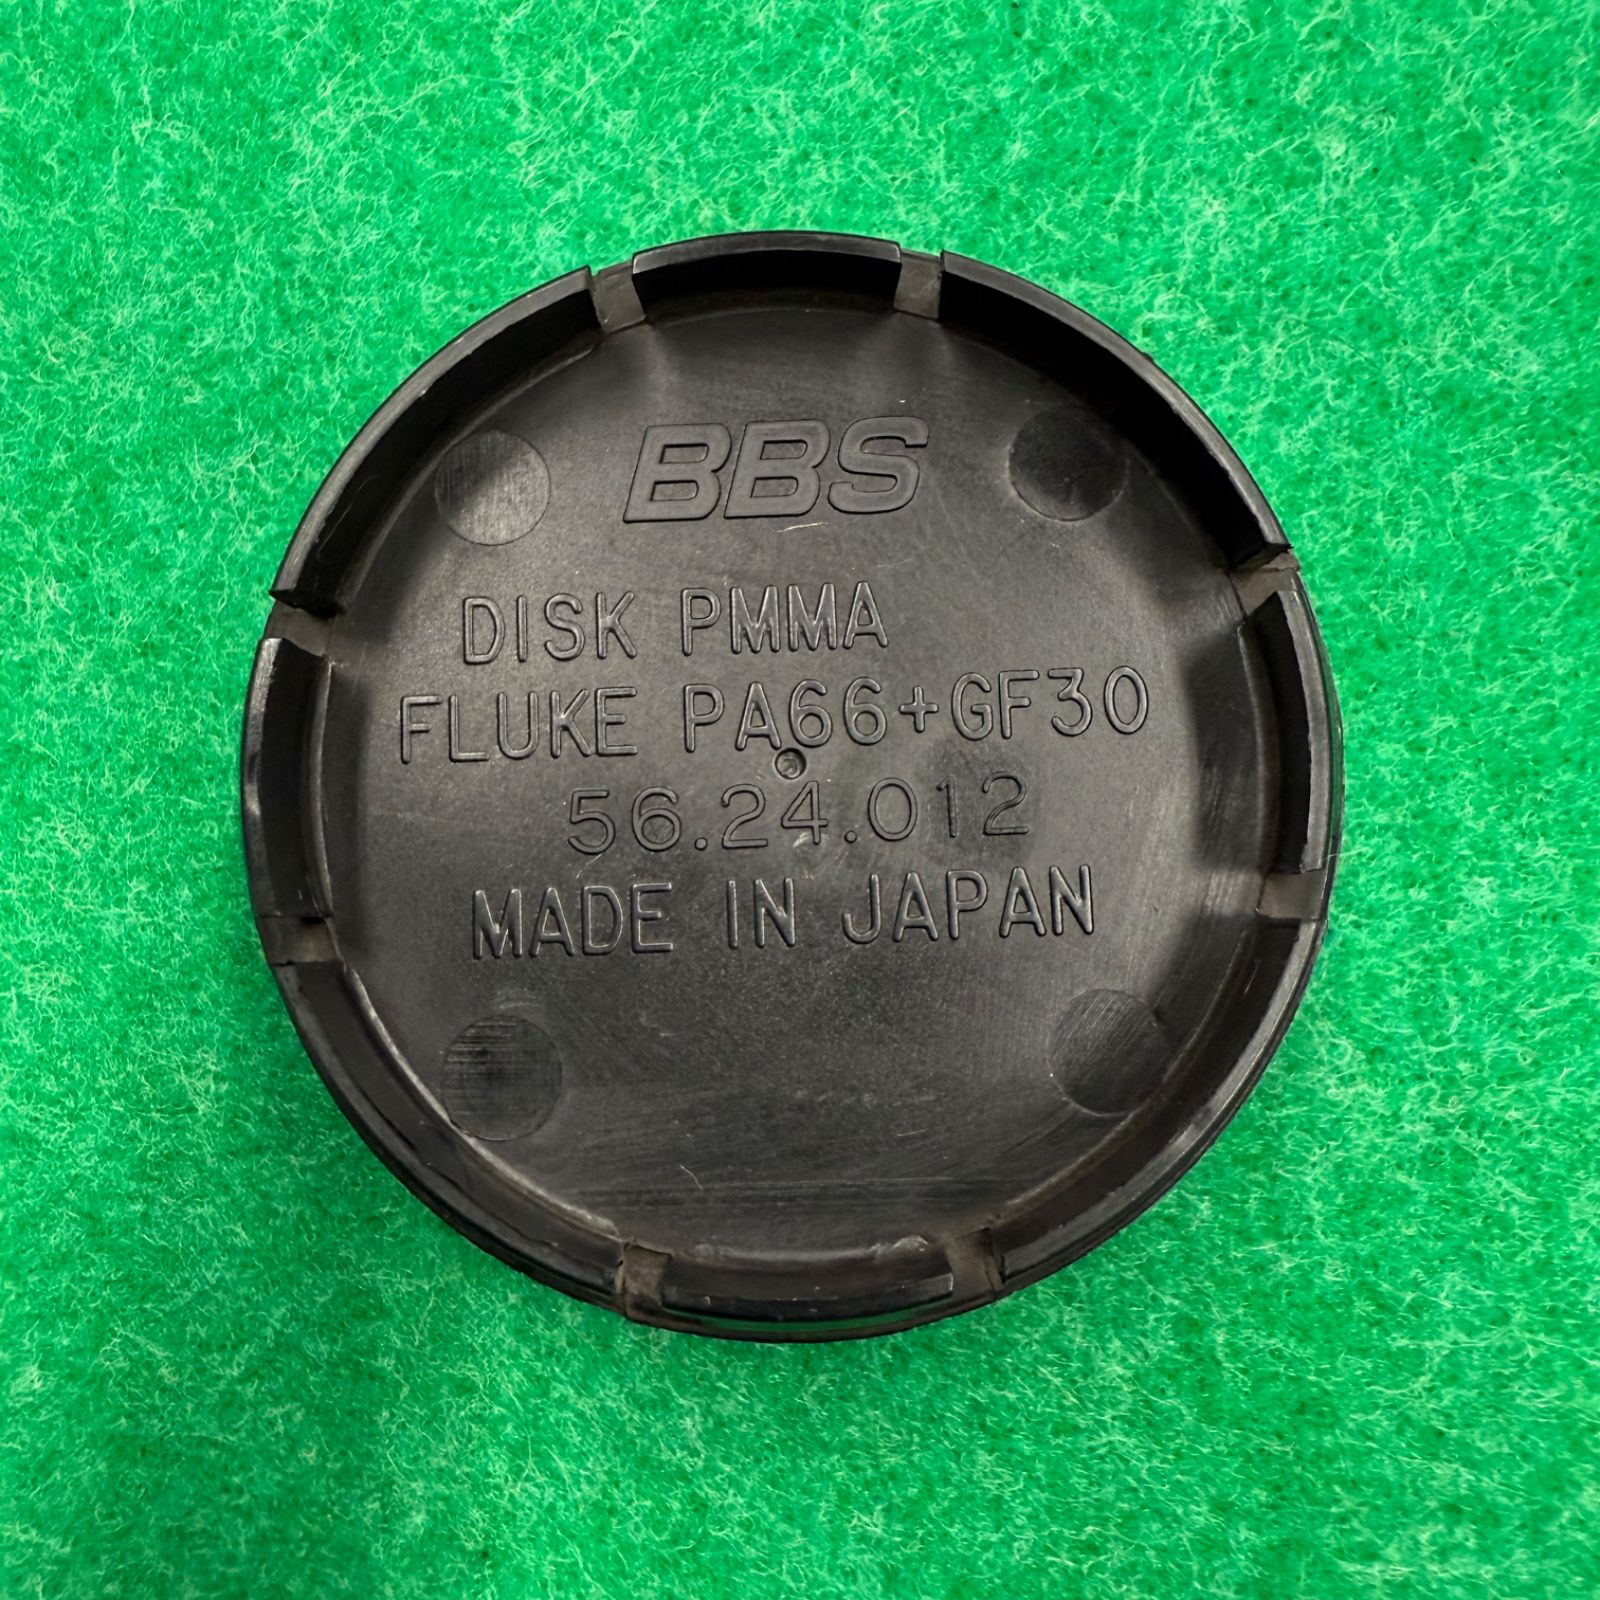 BBS
DISK PMMA
FLUKE PA66+GF30
56.24.012
MADE IN JAPAN